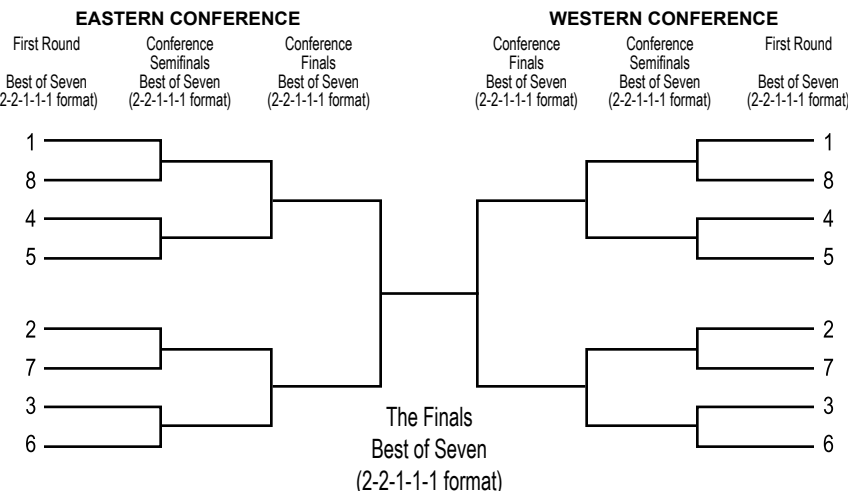 EASTERN CONFERENCE
First Round
Best of Seven
2-2-1-1-1 format)
Conference
Semifinals
Best of Seven
(2-2-1-1-1 format)
Conference
Finals
Best of Seven
(2-2-1-1-1 format)
1
8
4
5
2
7
3
6
WESTERN CONFERENCE
Conference
Finals
Best of Seven
(2-2-1-1-1 format)
Conference
Semifinals
Best of Seven
(2-2-1-1-1 format)
First Round
Best of Seven
(2-2-1-1-1 format)
1
8
4
5
2
7
3
6
The Finals
Best of Seven
(2-2-1-1-1 format)